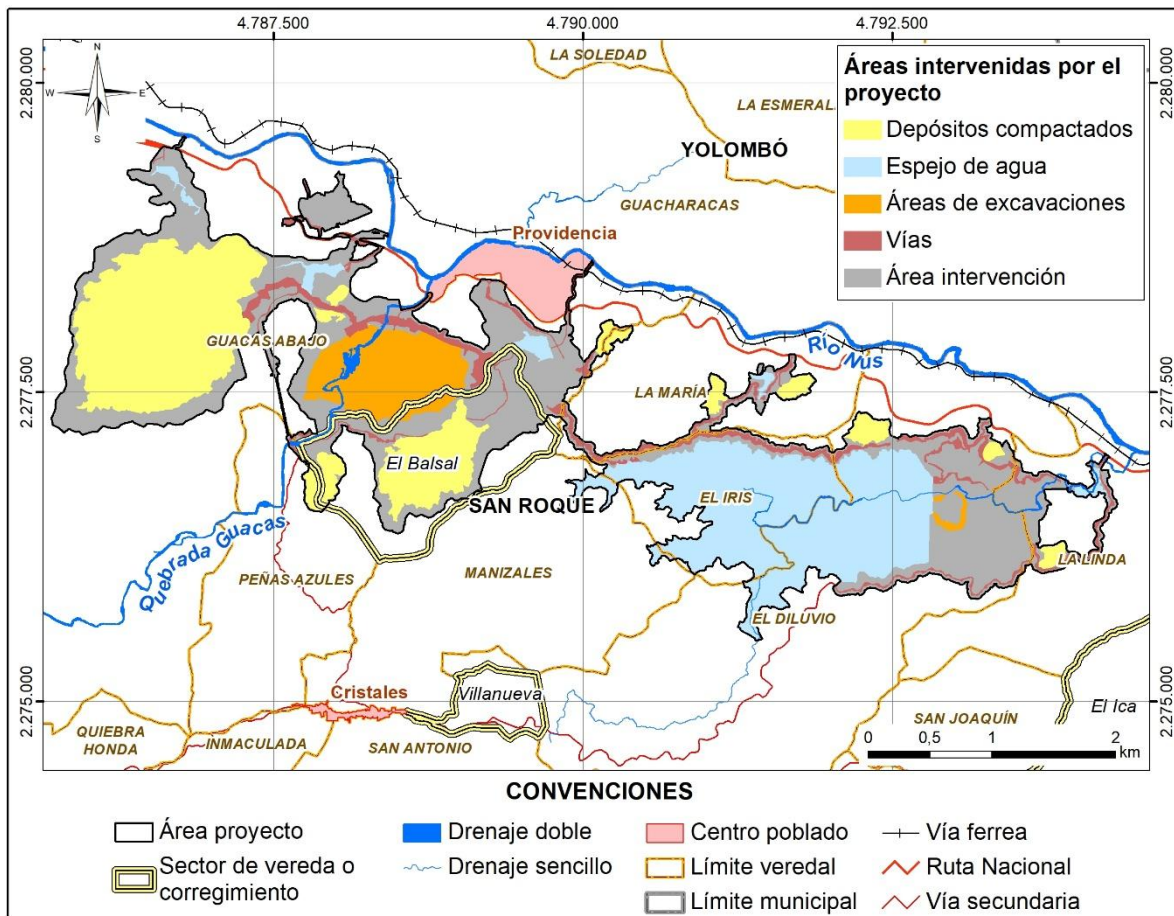 4.787.500
4.790.000
4.792.500
2.280.000
2.280.000
N
W
E
S
LA SOLEDAD
LA ESMERAL
YOLOMBÓ
GUACHARACAS
Áreas intervenidas por el
proyecto
Depósitos compactados
Espejo de agua
Áreas de excavaciones
Vías
Área intervención
Providencia
GUACAS ABAJO
Río Nus
2.277.500
2.277.500
LA MARÍA
El Balsal
SAN ROQUE
EL IRIS
Quebrada Guacas
PEÑAS AZULES
MANIZALES
LA LINDA
EL DILUVIO
2.275.000
2.275.000
Cristales
Villanueva
El Ica
QUIEBRA
HONDA
INMACULADA
SAN ANTONIO
SAN JOAQUÍN
0 0,5 1 2
km
CONVENCIONES
Área proyecto
Sector de vereda o
corregimiento
Drenaje doble
Drenaje sencillo
Centro poblado
Límite veredal
Límite municipal
Vía ferrea
Ruta Nacional
Vía secundaria